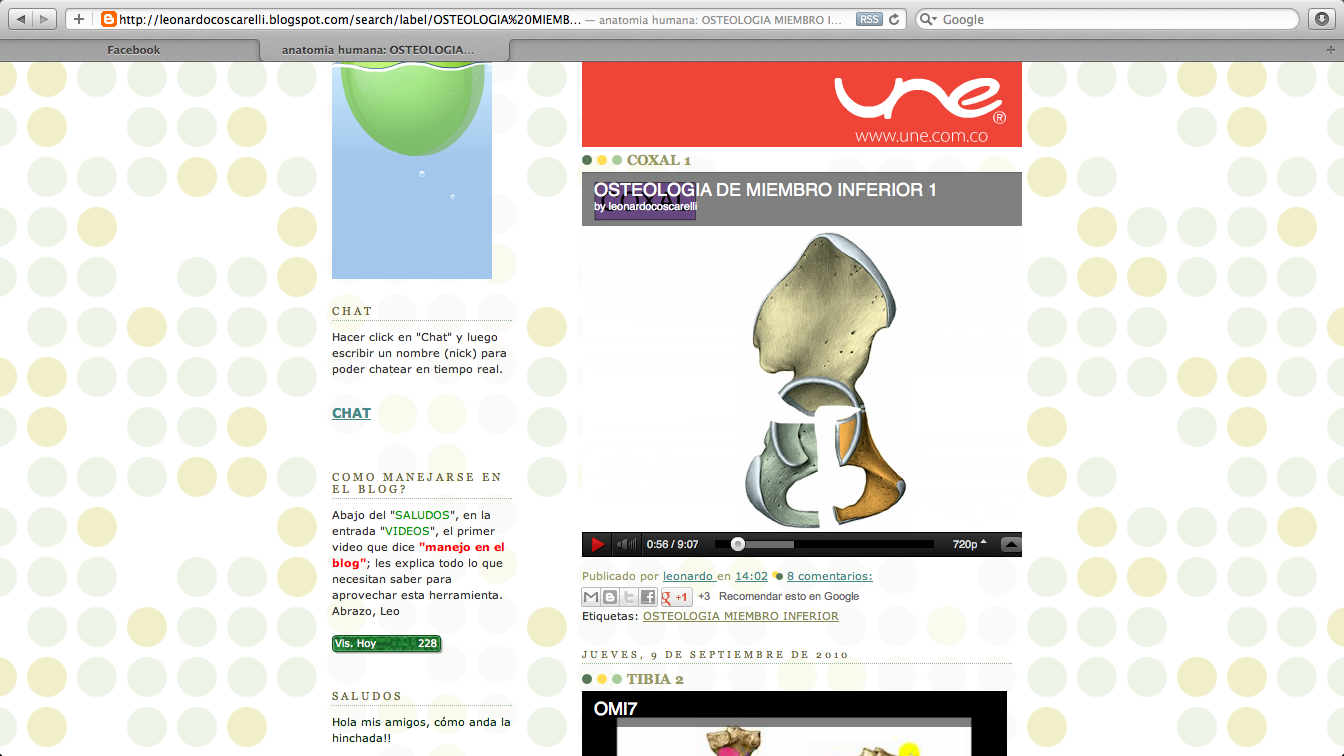 http://leonardocoscarelli.blogspot.com/search/label/OSTEOLOGIA%20MIEMB... — anatomia humana: OSTEOLOGIA MIEMBRO I... RSS
Google
Facebook
anatomia humana: OSTEOLOGIA...
CHAT
Hacer click en "Chat" y luego
escribir un nombre (nick) para
poder chatear en tiempo real.
CHAT
COMO MANEJARSE EN
EL BLOG?
Abajo del "SALUDOS", en la
entrada "VIDEOS", el primer
video que dice "manejo en el
blog"; les explica todo lo que
necesitan saber para
aprovechar esta herramienta.
Abrazo, Leo
Vis. Hoy 228
SALUDOS
Hola mis amigos, cómo anda la
hinchada!!
une®
www.une.com.co
COXAL 1
OSTEOLOGIA DE MIEMBRO INFERIOR 1
by leonardocoscarelli
COXAL
0:56 / 9:07
720p
Publicado por leonardo en 14:02 8 comentarios:
+1 +3 Recomendar esto en Google
Etiquetas: OSTEOLOGIA MIEMBRO INFERIOR
JUEVES, 9 DE SEPTIEMBRE DE 2010
TIBIA 2
OMI7